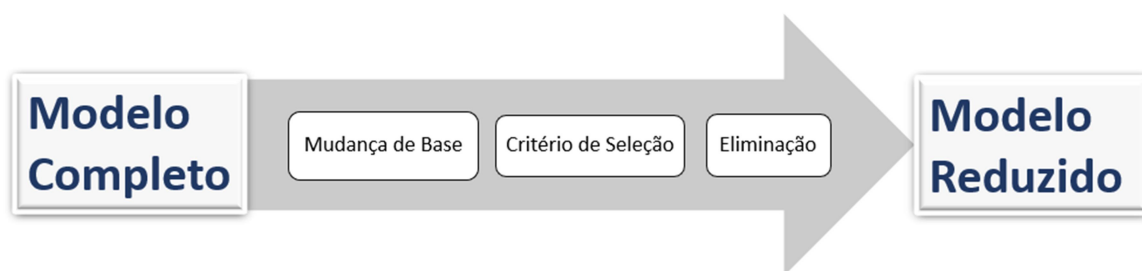 Modelo
Completo
Mudança de Base
Critério de Seleção
Eliminação
Modelo
Reduzido